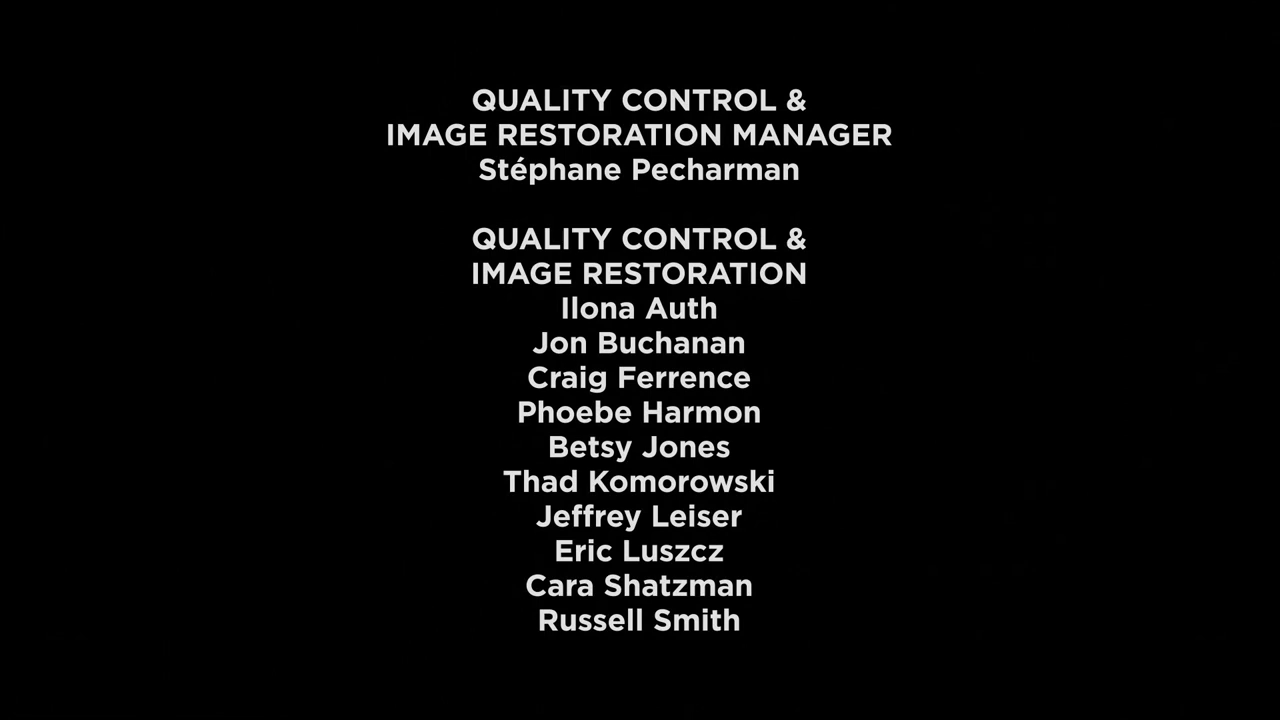 QUALITY CONTROL &
IMAGE RESTORATION MANAGER
Stéphane Pecharman
QUALITY CONTROL &
IMAGE RESTORATION
Ilona Auth
Jon Buchanan
Craig Ferrence
Phoebe Harmon
Betsy Jones
Thad Komorowski
Jeffrey Leiser
Eric Luszcz
Cara Shatzman
Russell Smith